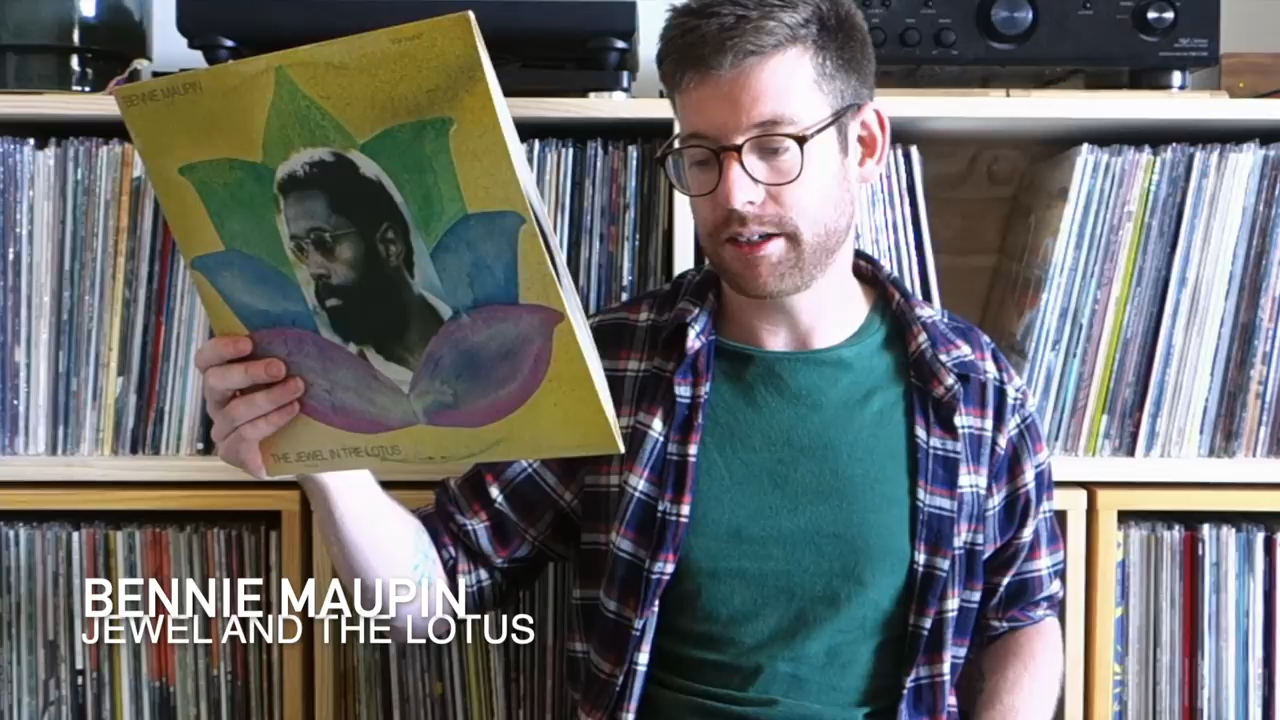 BENNIE MAUPIN
THE JEWEL IN THE LOTUS
BENNIE MAUPIN
JEWEL AND THE LOTUS